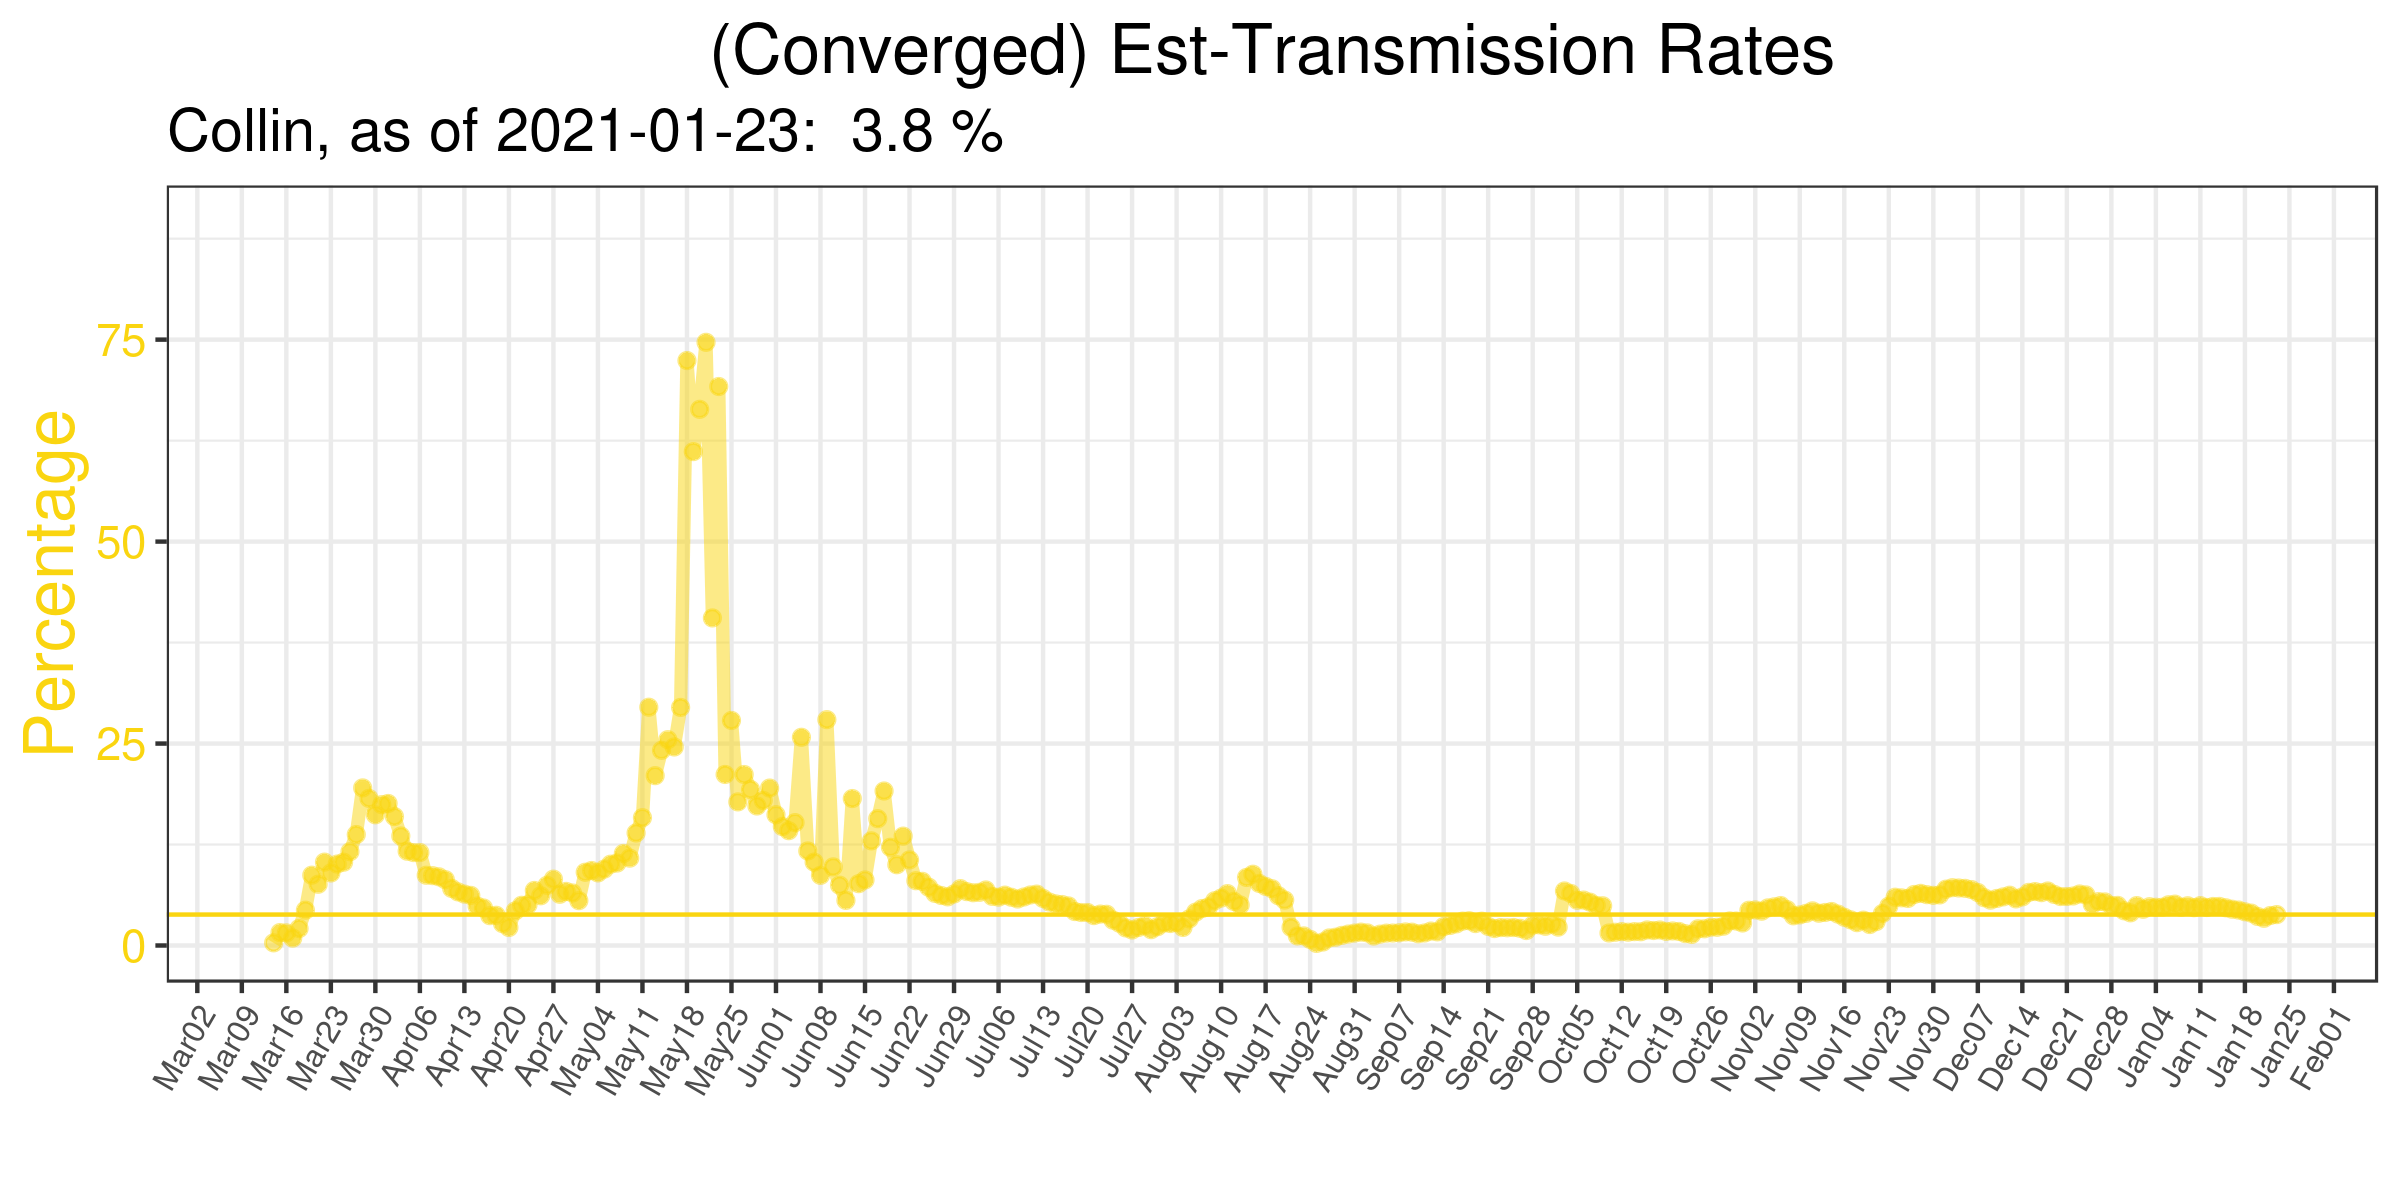 (Converged) Est-Transmission Rates
Collin, as of 2021-01-23:  3.8 %
Percentage
75
50
25
0
Mar02
Mar09
Mar16
Mar23
Mar30
Apr06
Apr13
Apr20
Apr27
May04
May11
May18
May25
Jun01
Jun08
Jun15
Jun22
Jun29
Jul06
Jul13
Jul20
Jul27
Aug03
Aug10
Aug17
Aug24
Aug31
Sep07
Sep14
Sep21
Sep28
Oct05
Oct12
Oct19
Oct26
Nov02
Nov09
Nov16
Nov23
Nov30
Dec07
Dec14
Dec21
Dec28
Jan04
Jan11
Jan18
Jan25
Feb01